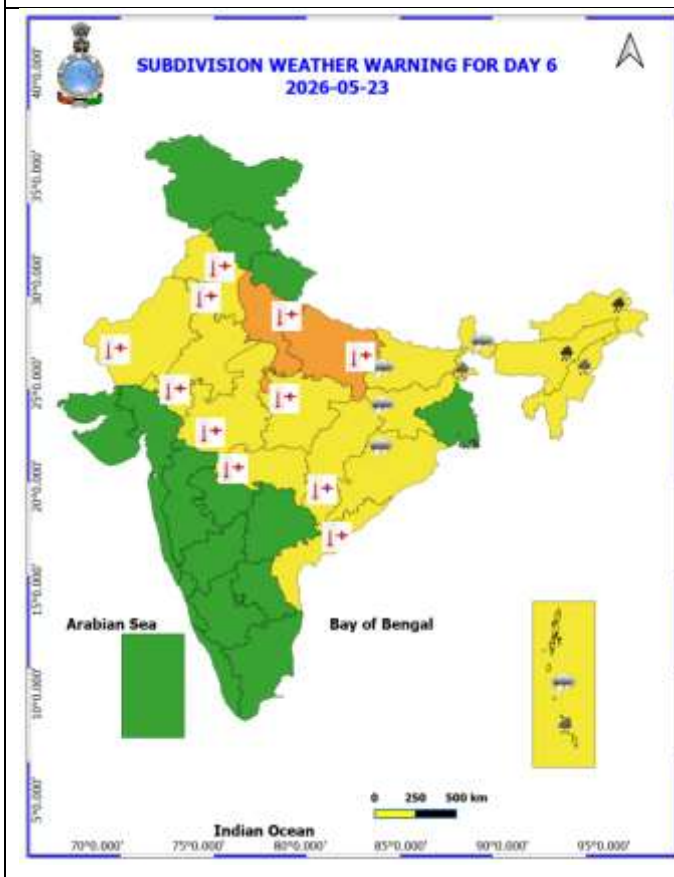 SUBDIVISION WEATHER WARNING FOR DAY 6
2026-05-23
40°0.000'
35°0.000'
30°0.000'
25°0.000'
20°0.000'
15°0.000'
10°0.000'
5°0.000'
Arabian Sea
Bay of Bengal
0 250 500 km
Indian Ocean
70°0.000' 75°0.000' 80°0.000' 85°0.000' 90°0.000' 95°0.000'